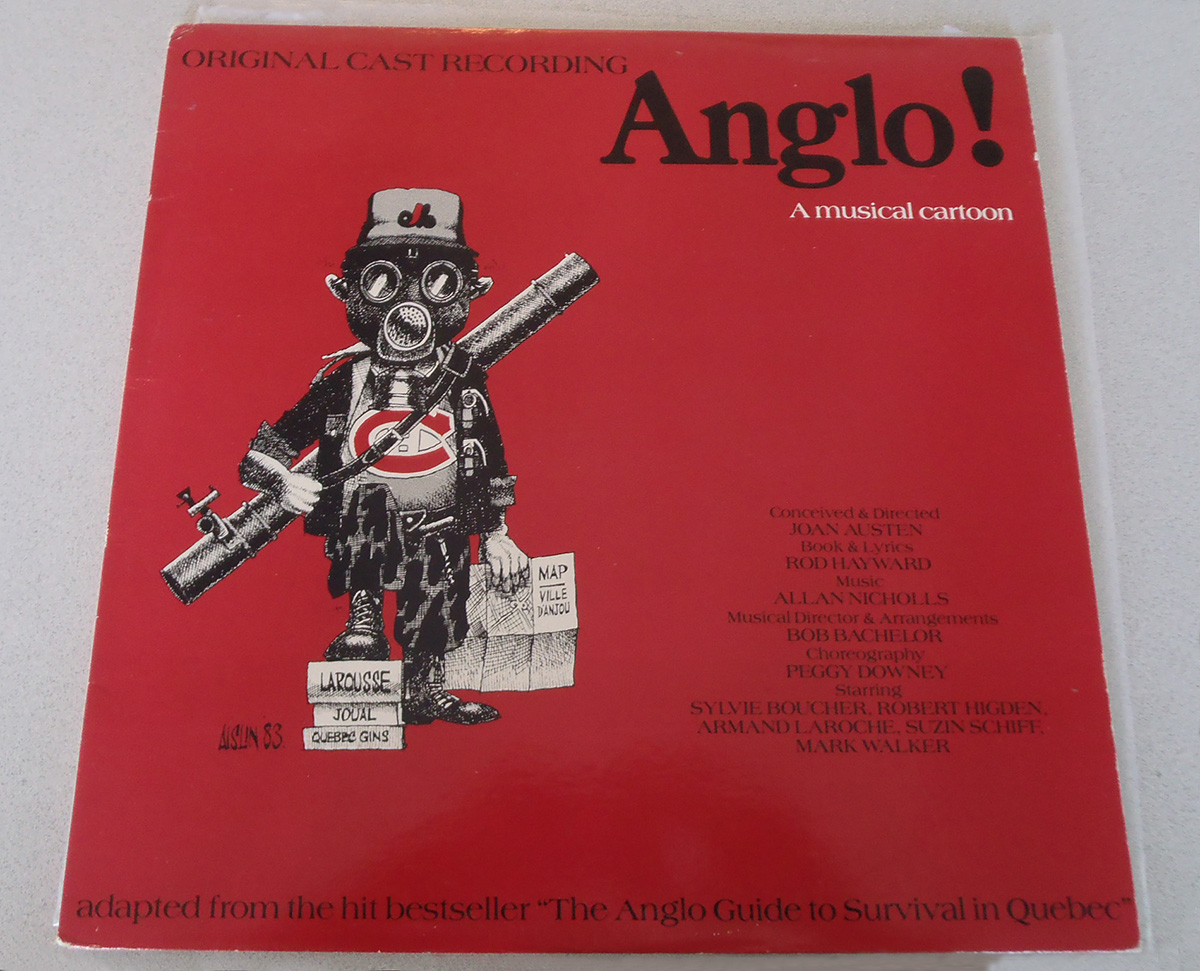 ORIGINAL CAST RECORDING
Anglo!
A musical cartoon
MAP
VILLE
D'ANJOU
LAROUSSE
JOUAL
QUEBEC GINS
AISLIN '83
Conceived & Directed
JOAN AUSTEN
Book & Lyrics
ROD HAYWARD
Music
ALLAN NICHOLLS
Musical Director & Arrangements
BOB BACHELOR
Choreography
PEGGY DOWNEY
Starring
SYLVIE BOUCHER, ROBERT HIGDEN,
ARMAND LAROCHE, SUZIN SCHIFF,
MARK WALKER
adapted from the hit bestseller “The Anglo Guide to Survival in Quebec”